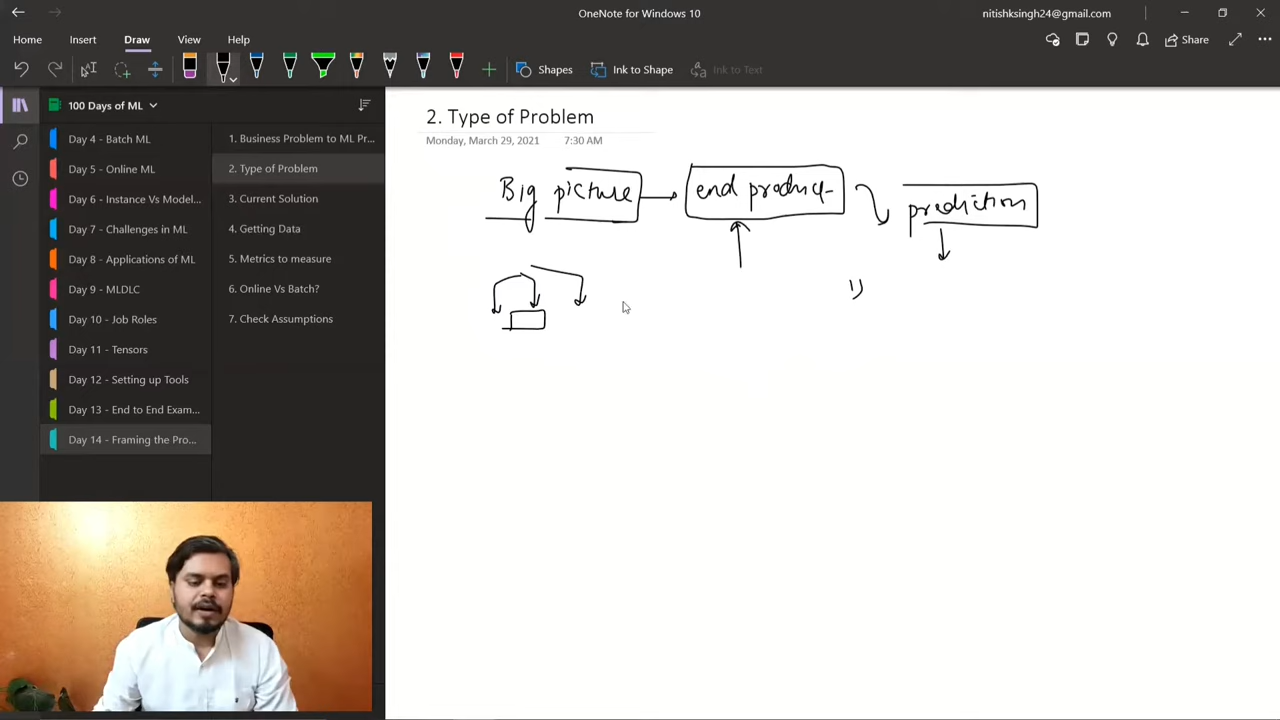 OneNote for Windows 10
nitishksingh24@gmail.com
Home Insert Draw View Help
Share
Shapes Ink to Shape Ink to Text
100 Days of ML
Day 4 - Batch ML
Day 5 - Online ML
Day 6 - Instance Vs Model...
Day 7 - Challenges in ML
Day 8 - Applications of ML
Day 9 - MLDLC
Day 10 - Job Roles
Day 11 - Tensors
Day 12 - Setting up Tools
Day 13 - End to End Exam...
Day 14 - Framing the Pro...
1. Business Problem to ML Pr...
2. Type of Problem
3. Current Solution
4. Getting Data
5. Metrics to measure
6. Online Vs Batch?
7. Check Assumptions
2. Type of Problem
Monday, March 29, 2021 7:30 AM
Big picture end product prediction
1)